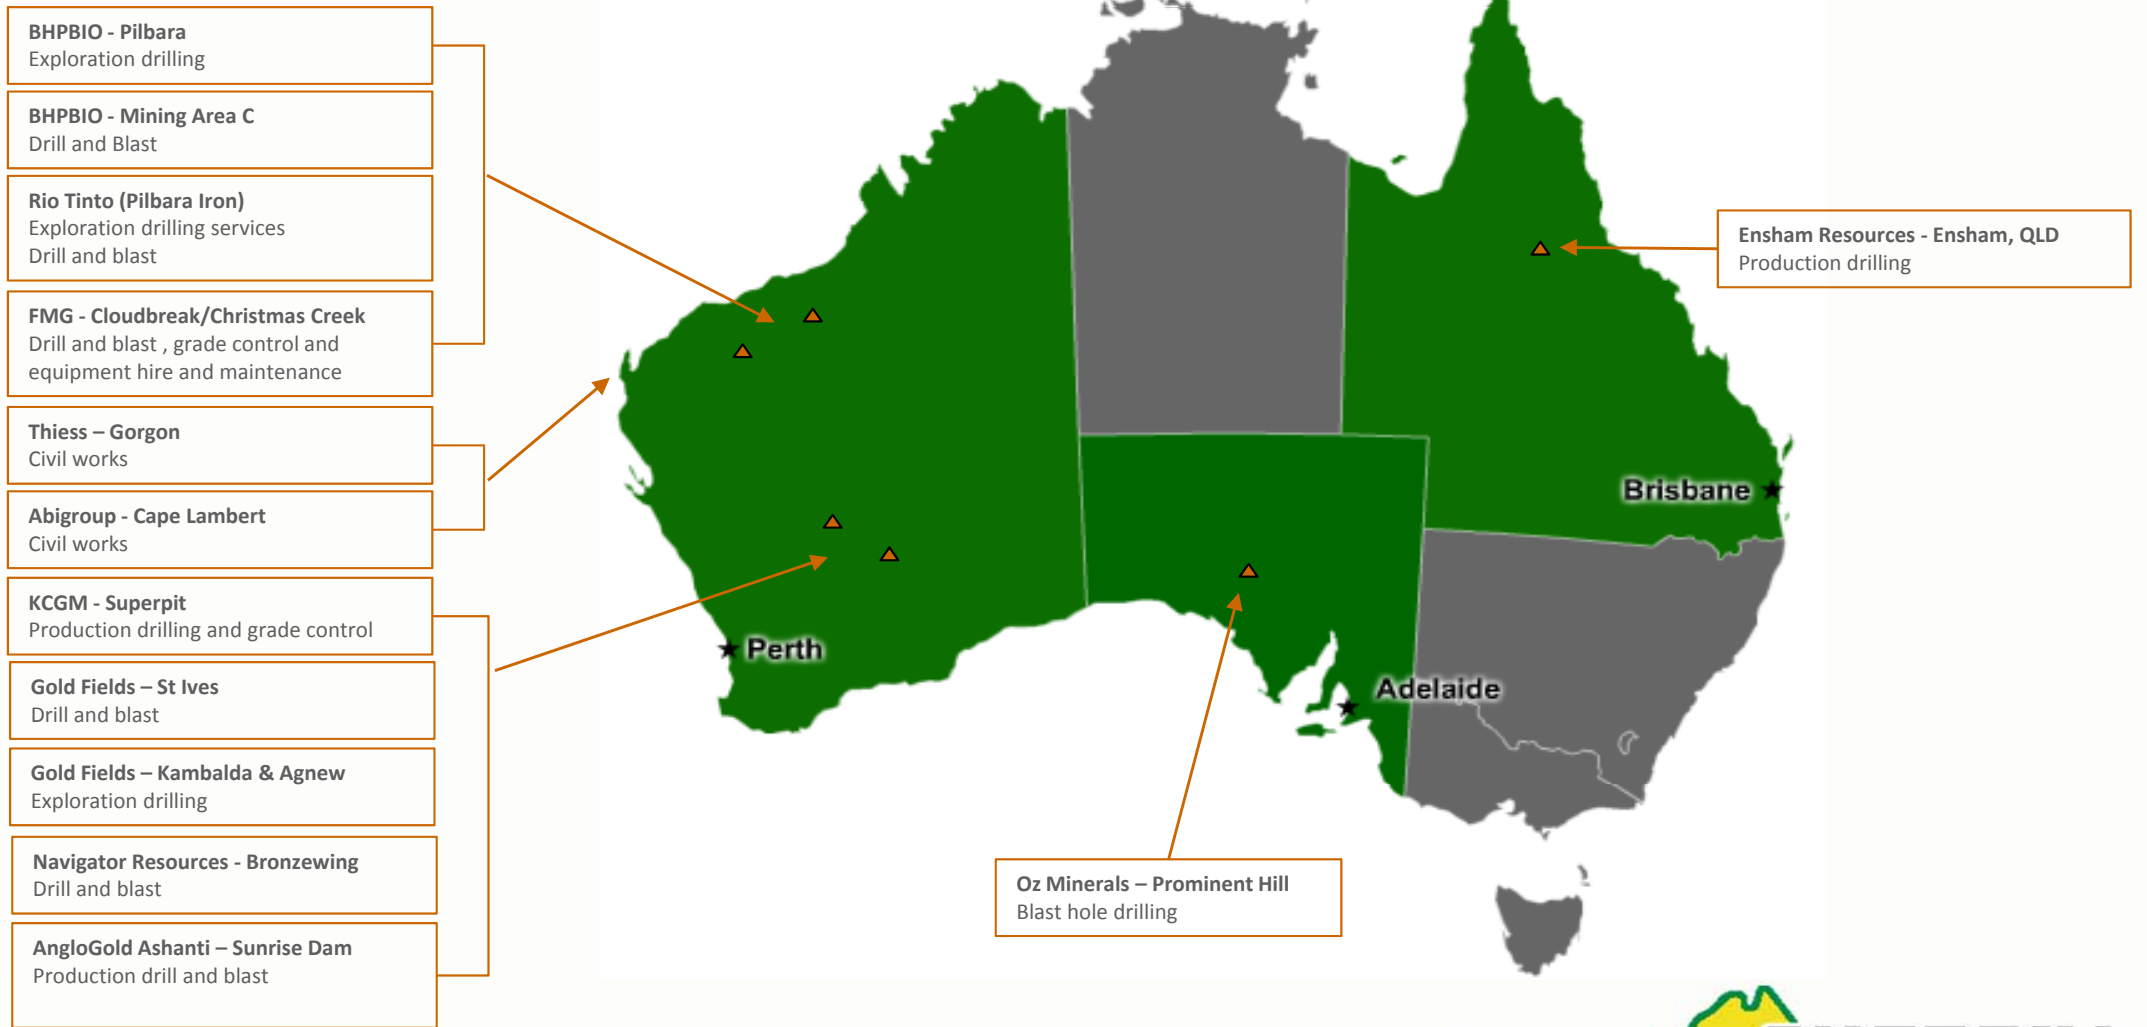 BHPBIO - Pilbara
Exploration drilling
BHPBIO - Mining Area C
Drill and Blast
Rio Tinto (Pilbara Iron)
Exploration drilling services
Drill and blast
FMG - Cloudbreak/Christmas Creek
Drill and blast , grade control and
equipment hire and maintenance
Thiess – Gorgon
Civil works
Abigroup - Cape Lambert
Civil works
KCGM - Superpit
Production drilling and grade control
Gold Fields – St Ives
Drill and blast
Gold Fields – Kambalda & Agnew
Exploration drilling
Navigator Resources - Bronzewing
Drill and blast
AngloGold Ashanti – Sunrise Dam
Production drill and blast
Ensham Resources - Ensham, QLD
Production drilling
Brisbane
Perth
Adelaide
Oz Minerals – Prominent Hill
Blast hole drilling